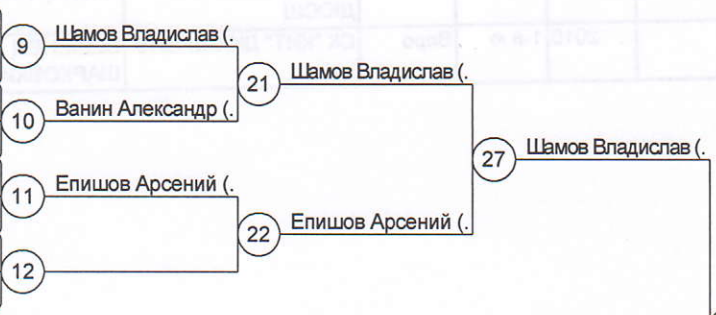 9 Шамов Владислав (.
21 Шамов Владислав (.
10 Ванин Александр (.
27 Шамов Владислав (.
11 Епишов Арсений (.
22 Епишов Арсений (.
12